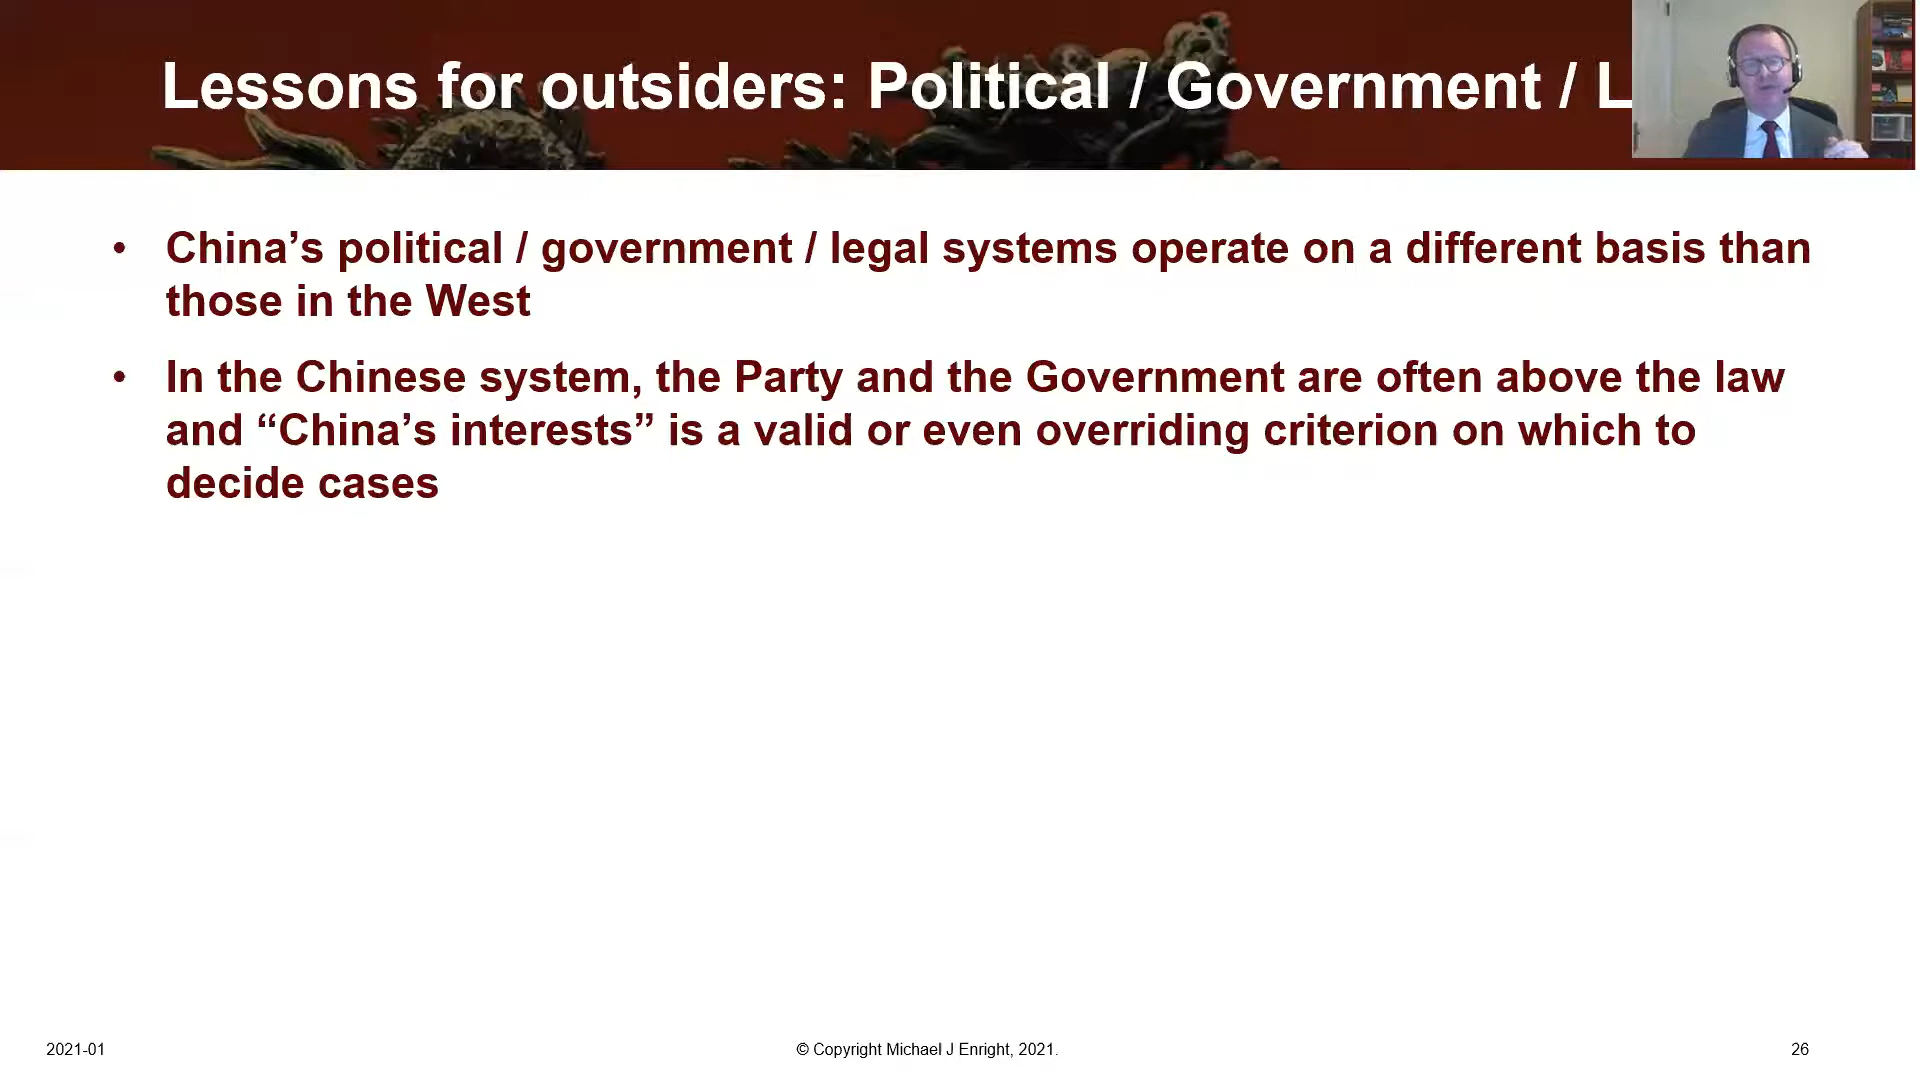 Lessons for outsiders: Political / Government / L
• China’s political / government / legal systems operate on a different basis than
those in the West
• In the Chinese system, the Party and the Government are often above the law
and “China’s interests” is a valid or even overriding criterion on which to
decide cases
2021-01
© Copyright Michael J Enright, 2021.
26